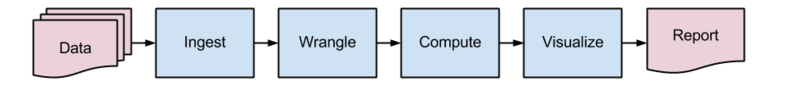 Data
Ingest
Wrangle
Compute
Visualize
Report